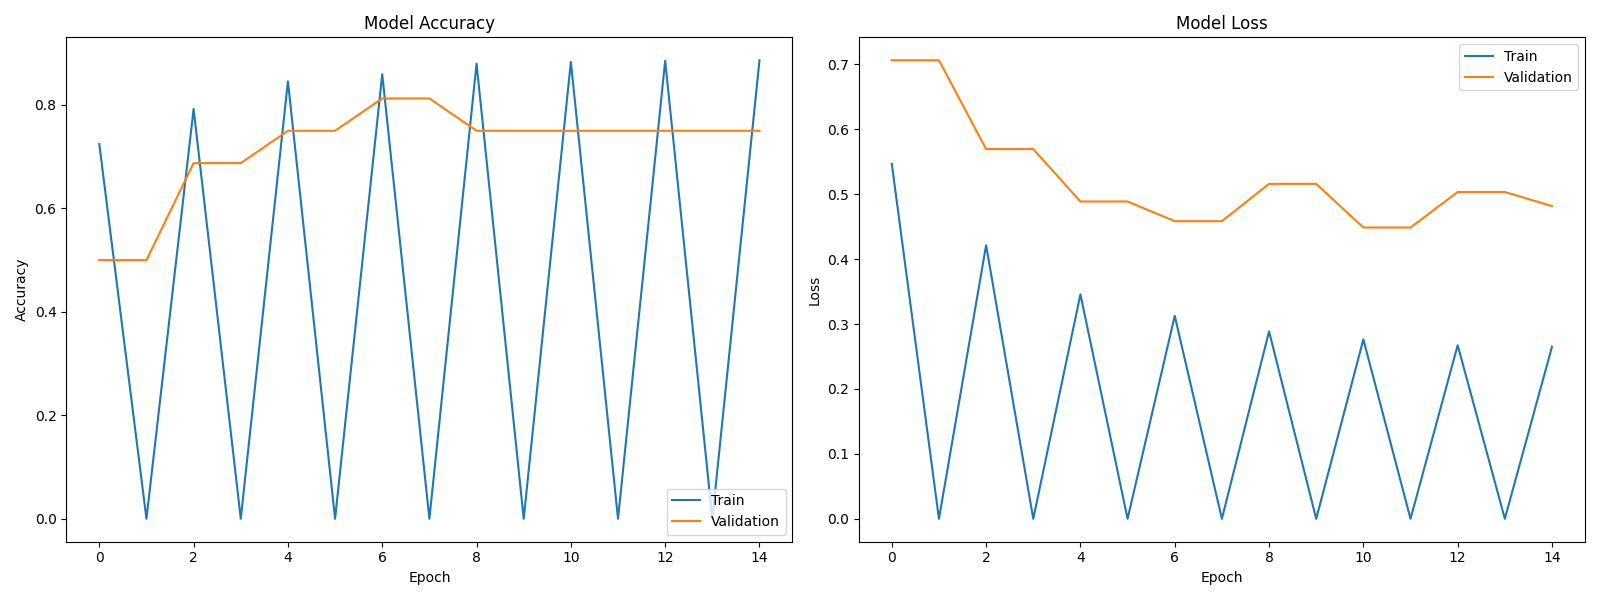 Model Accuracy
Accuracy
0.8
0.6
0.4
0.2
0.0
Train
Validation
0 2 4 6 8 10 12 14
Epoch
Model Loss
Loss
0.7
0.6
0.5
0.4
0.3
0.2
0.1
0.0
Train
Validation
0 2 4 6 8 10 12 14
Epoch